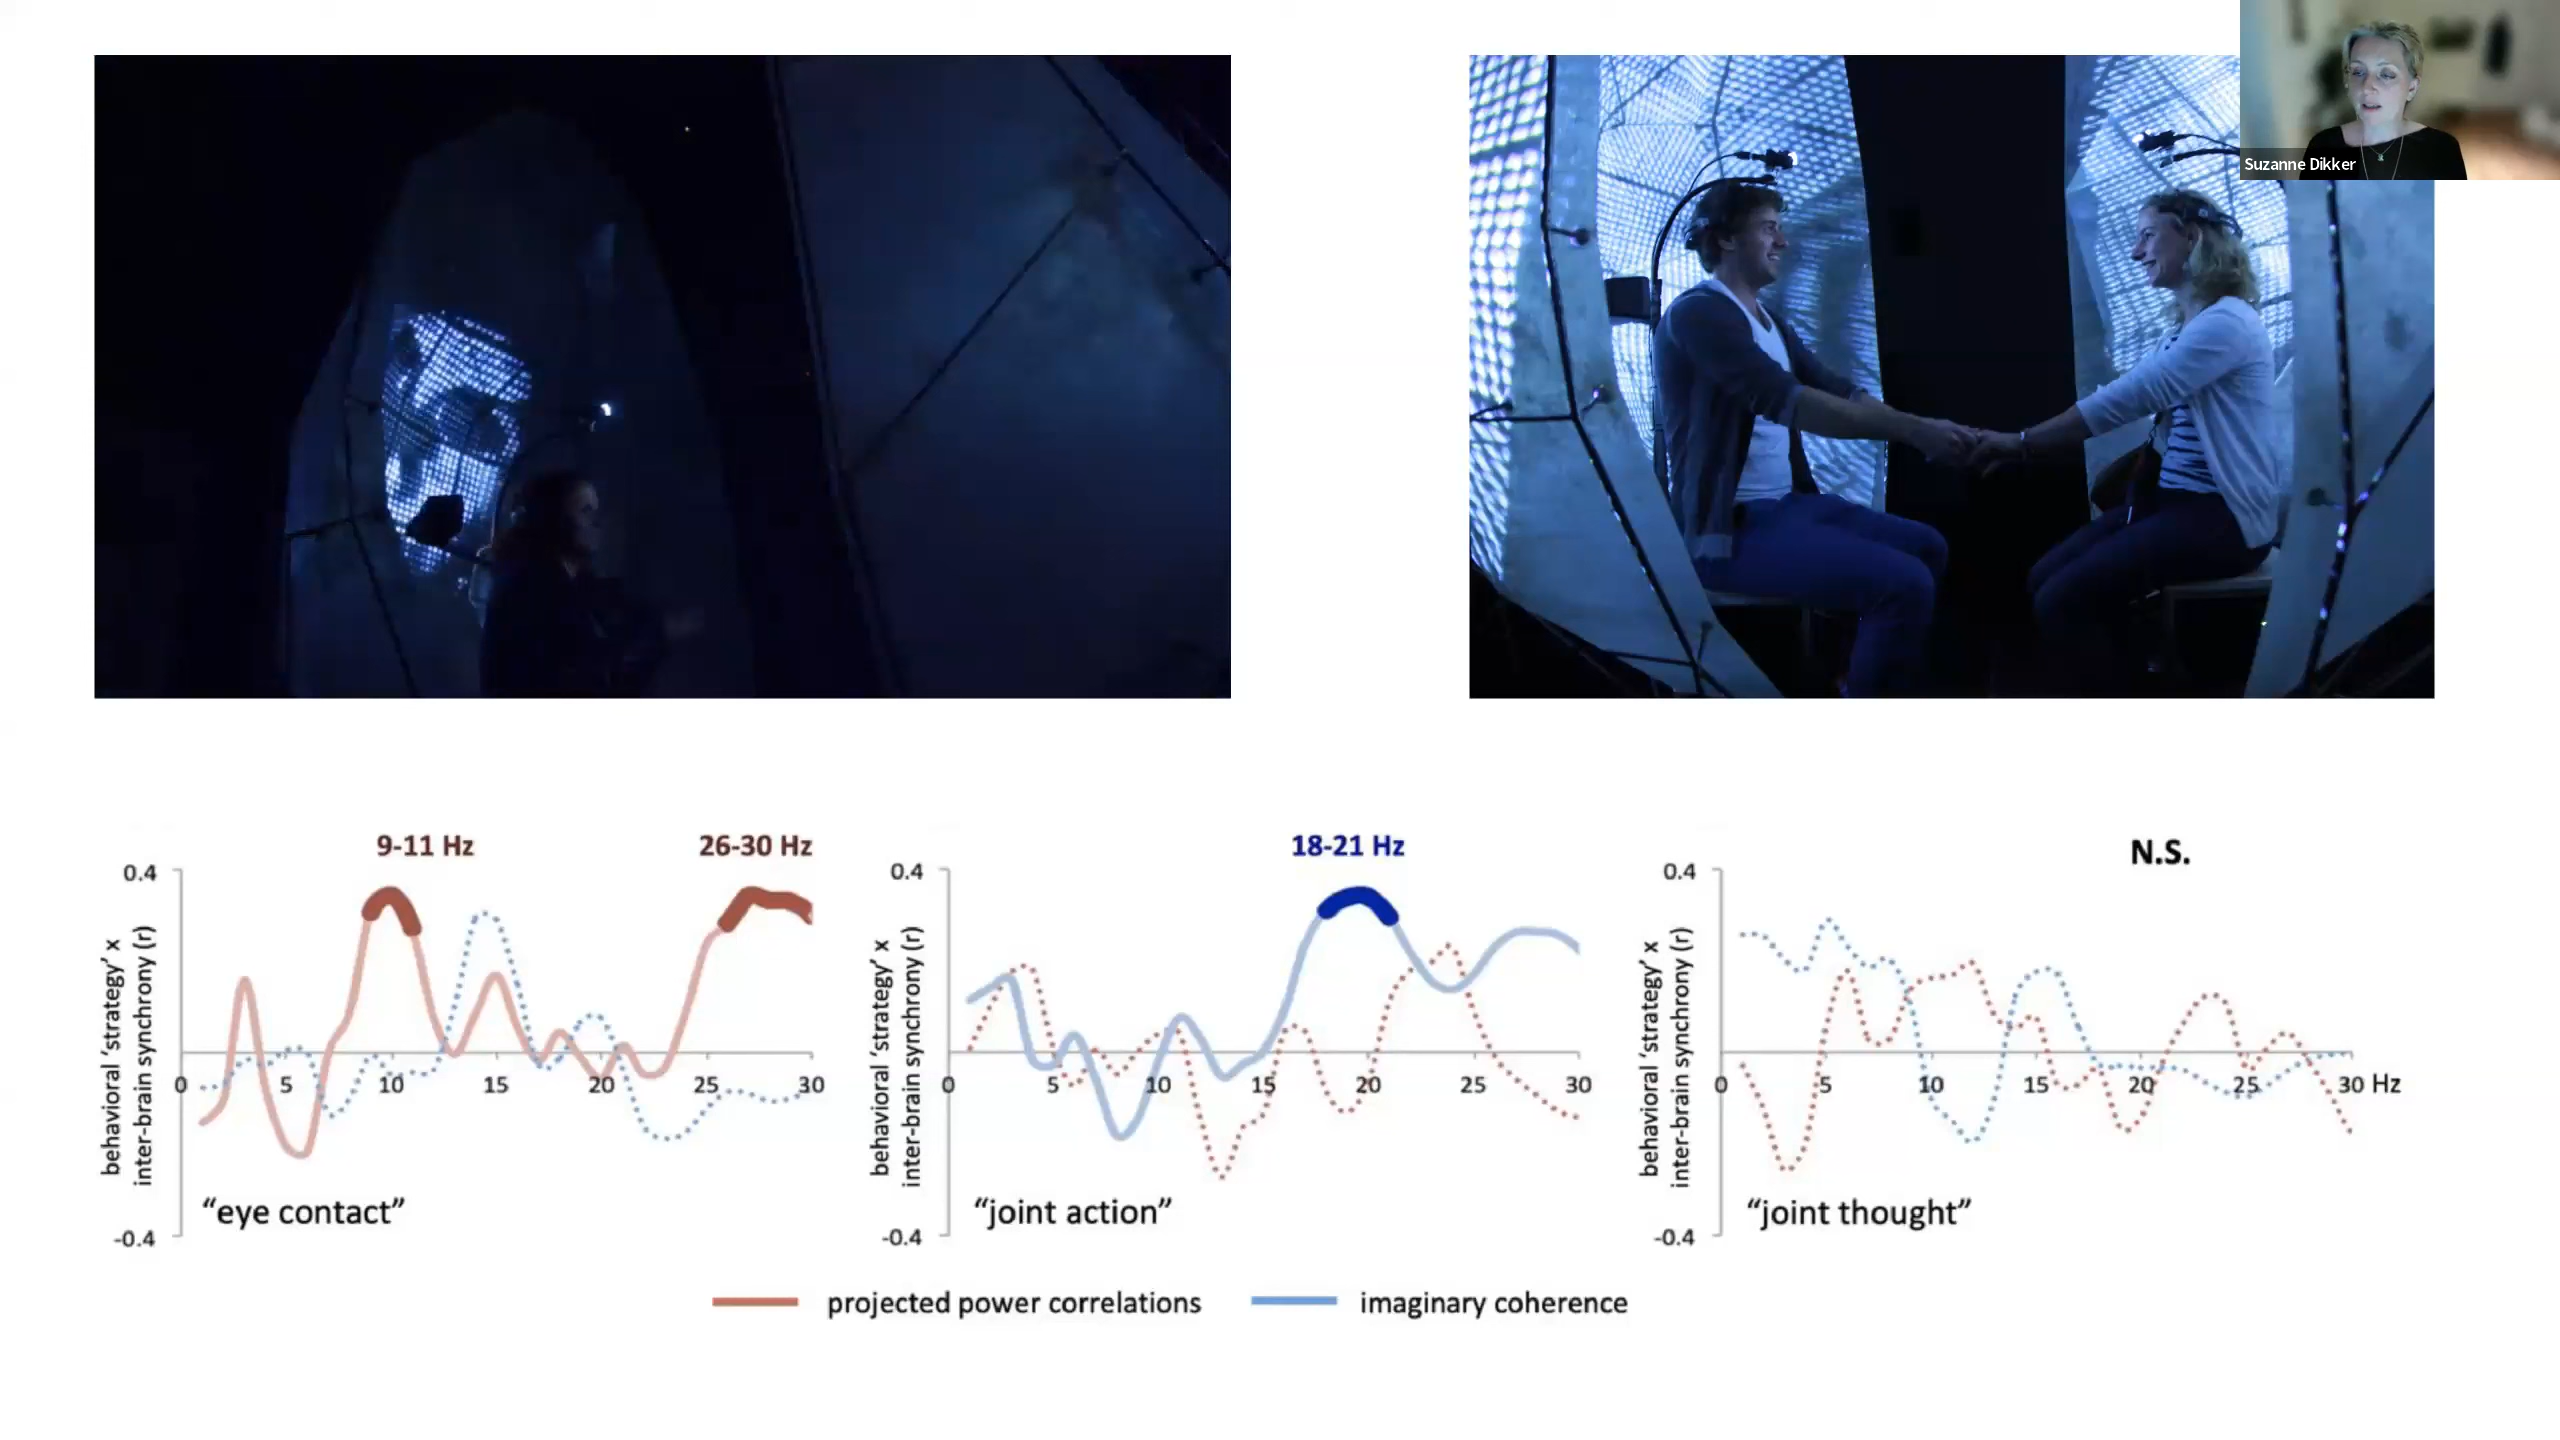 Suzanne Dikker
9-11 Hz
26-30 Hz
0.4
behavioral ‘strategy’ x
inter-brain synchrony (r)
0 5 10 15 20 25 30
“eye contact”
-0.4
18-21 Hz
0.4
behavioral ‘strategy’ x
inter-brain synchrony (r)
0 5 10 15 20 25 30
“joint action”
-0.4
N.S.
0.4
behavioral ‘strategy’ x
inter-brain synchrony (r)
0 5 10 15 20 25 30 Hz
“joint thought”
-0.4
projected power correlations
imaginary coherence